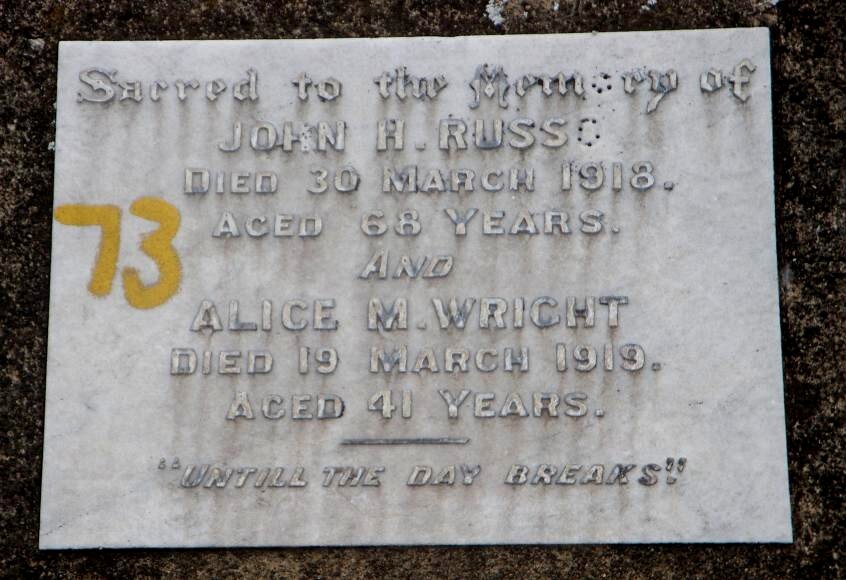 Sacred to the Memory of
JOHN H. RUSSO
DIED 30 MARCH 1918.
73
AGED 68 YEARS.
AND
ALICE M. WRIGHT
DIED 19 MARCH 1919.
AGED 41 YEARS.
"UNTILL THE DAY BREAKS"